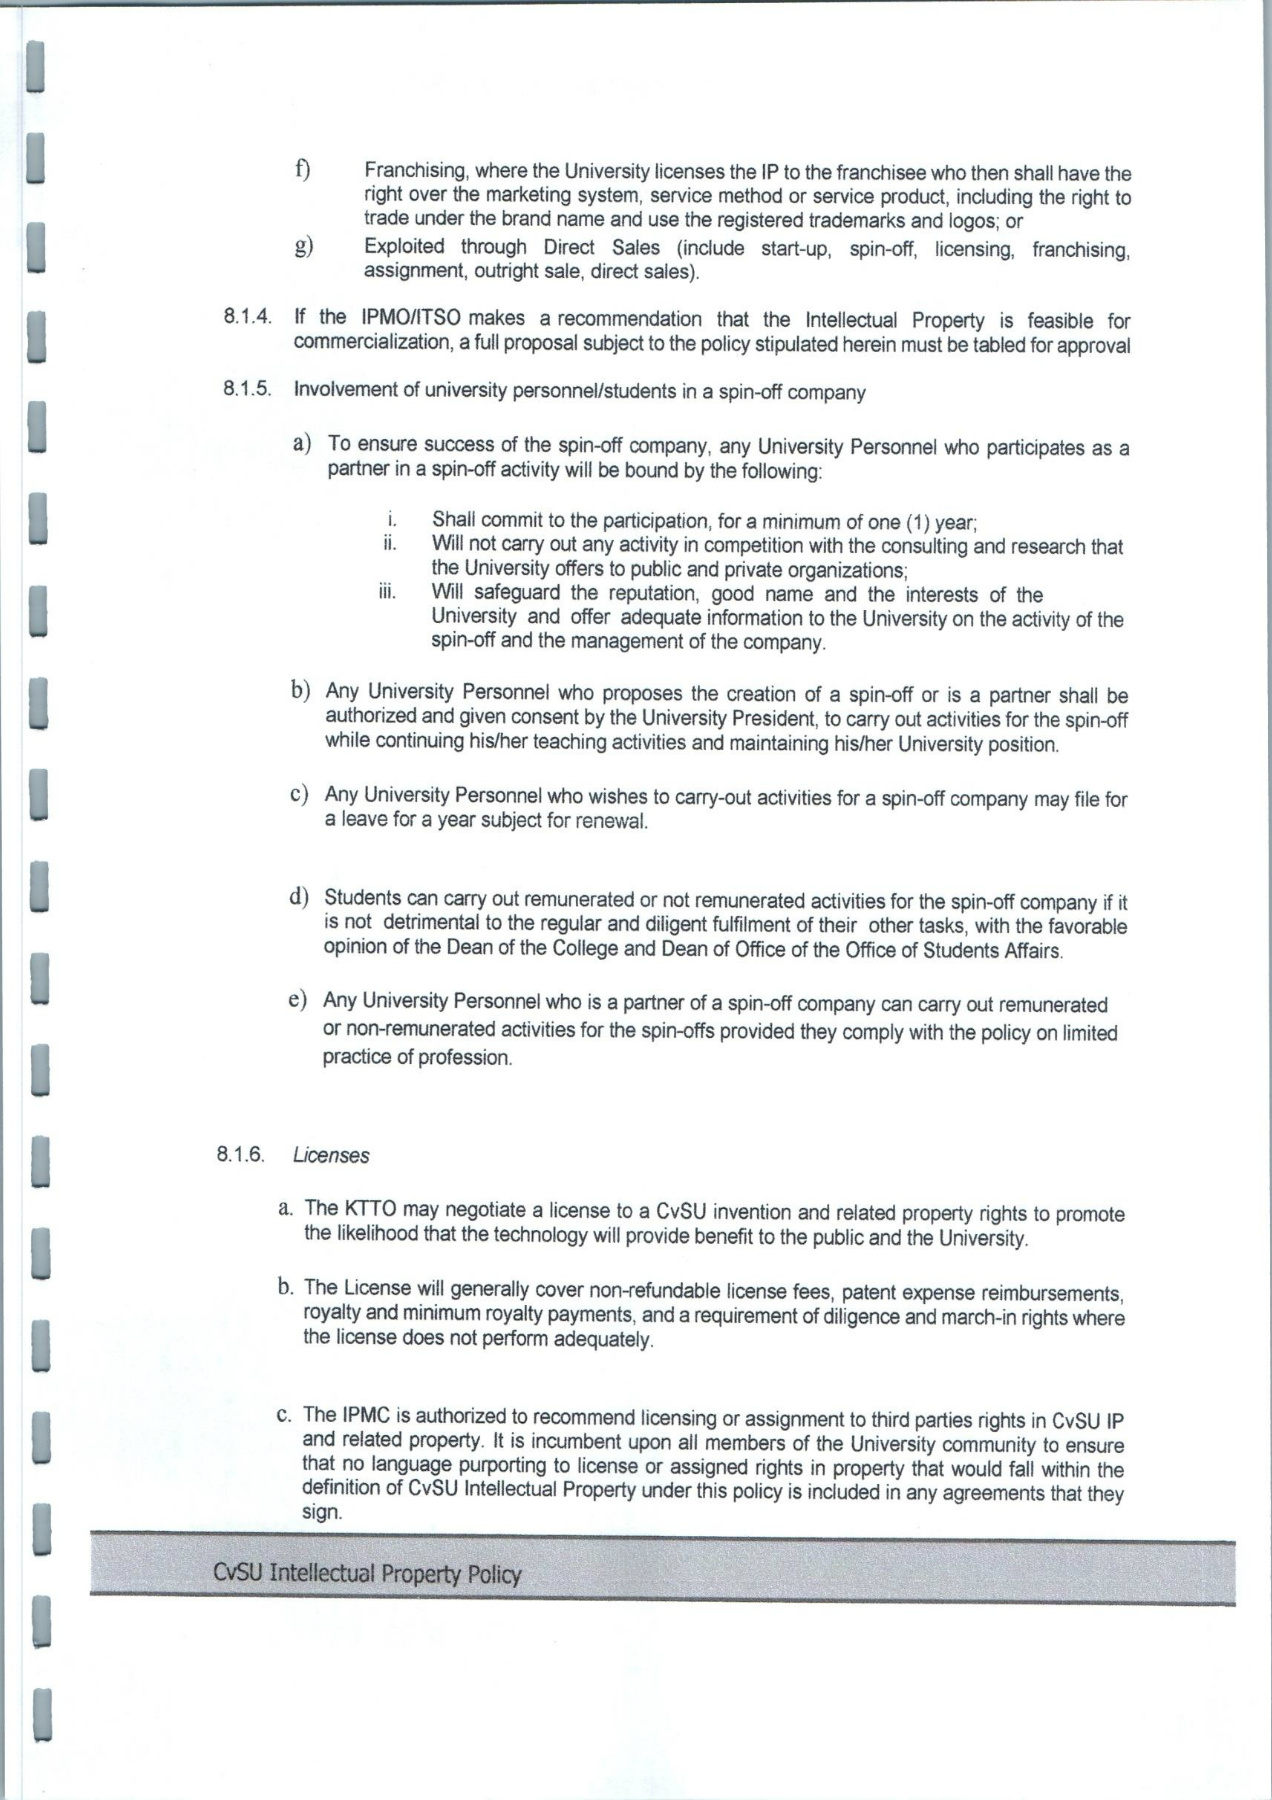 f) Franchising, where the University licenses the IP to the franchisee who then shall have the
right over the marketing system, service method or service product, including the right to
trade under the brand name and use the registered trademarks and logos; or
g) Exploited through Direct Sales (include start-up, spin-off, licensing, franchising,
assignment, outright sale, direct sales).
8.1.4. If the IPMO/ITSO makes a recommendation that the Intellectual Property is feasible for
commercialization, a full proposal subject to the policy stipulated herein must be tabled for approval
8.1.5. Involvement of university personnel/students in a spin-off company
a) To ensure success of the spin-off company, any University Personnel who participates as a
partner in a spin-off activity will be bound by the following:
i. Shall commit to the participation, for a minimum of one (1) year;
ii. Will not carry out any activity in competition with the consulting and research that
the University offers to public and private organizations;
iii. Will safeguard the reputation, good name and the interests of the
University and offer adequate information to the University on the activity of the
spin-off and the management of the company.
b) Any University Personnel who proposes the creation of a spin-off or is a partner shall be
authorized and given consent by the University President, to carry out activities for the spin-off
while continuing his/her teaching activities and maintaining his/her University position.
c) Any University Personnel who wishes to carry-out activities for a spin-off company may file for
a leave for a year subject for renewal.
d) Students can carry out remunerated or not remunerated activities for the spin-off company if it
is not detrimental to the regular and diligent fulfilment of their other tasks, with the favorable
opinion of the Dean of the College and Dean of Office of the Office of Students Affairs.
e) Any University Personnel who is a partner of a spin-off company can carry out remunerated
or non-remunerated activities for the spin-offs provided they comply with the policy on limited
practice of profession.
8.1.6. Licenses
a. The KTTO may negotiate a license to a CvSU invention and related property rights to promote
the likelihood that the technology will provide benefit to the public and the University.
b. The License will generally cover non-refundable license fees, patent expense reimbursements,
royalty and minimum royalty payments, and a requirement of diligence and march-in rights where
the license does not perform adequately.
c. The IPMC is authorized to recommend licensing or assignment to third parties rights in CvSU IP
and related property. It is incumbent upon all members of the University community to ensure
that no language purporting to license or assigned rights in property that would fall within the
definition of CvSU Intellectual Property under this policy is included in any agreements that they
sign.
CvSU Intellectual Property Policy